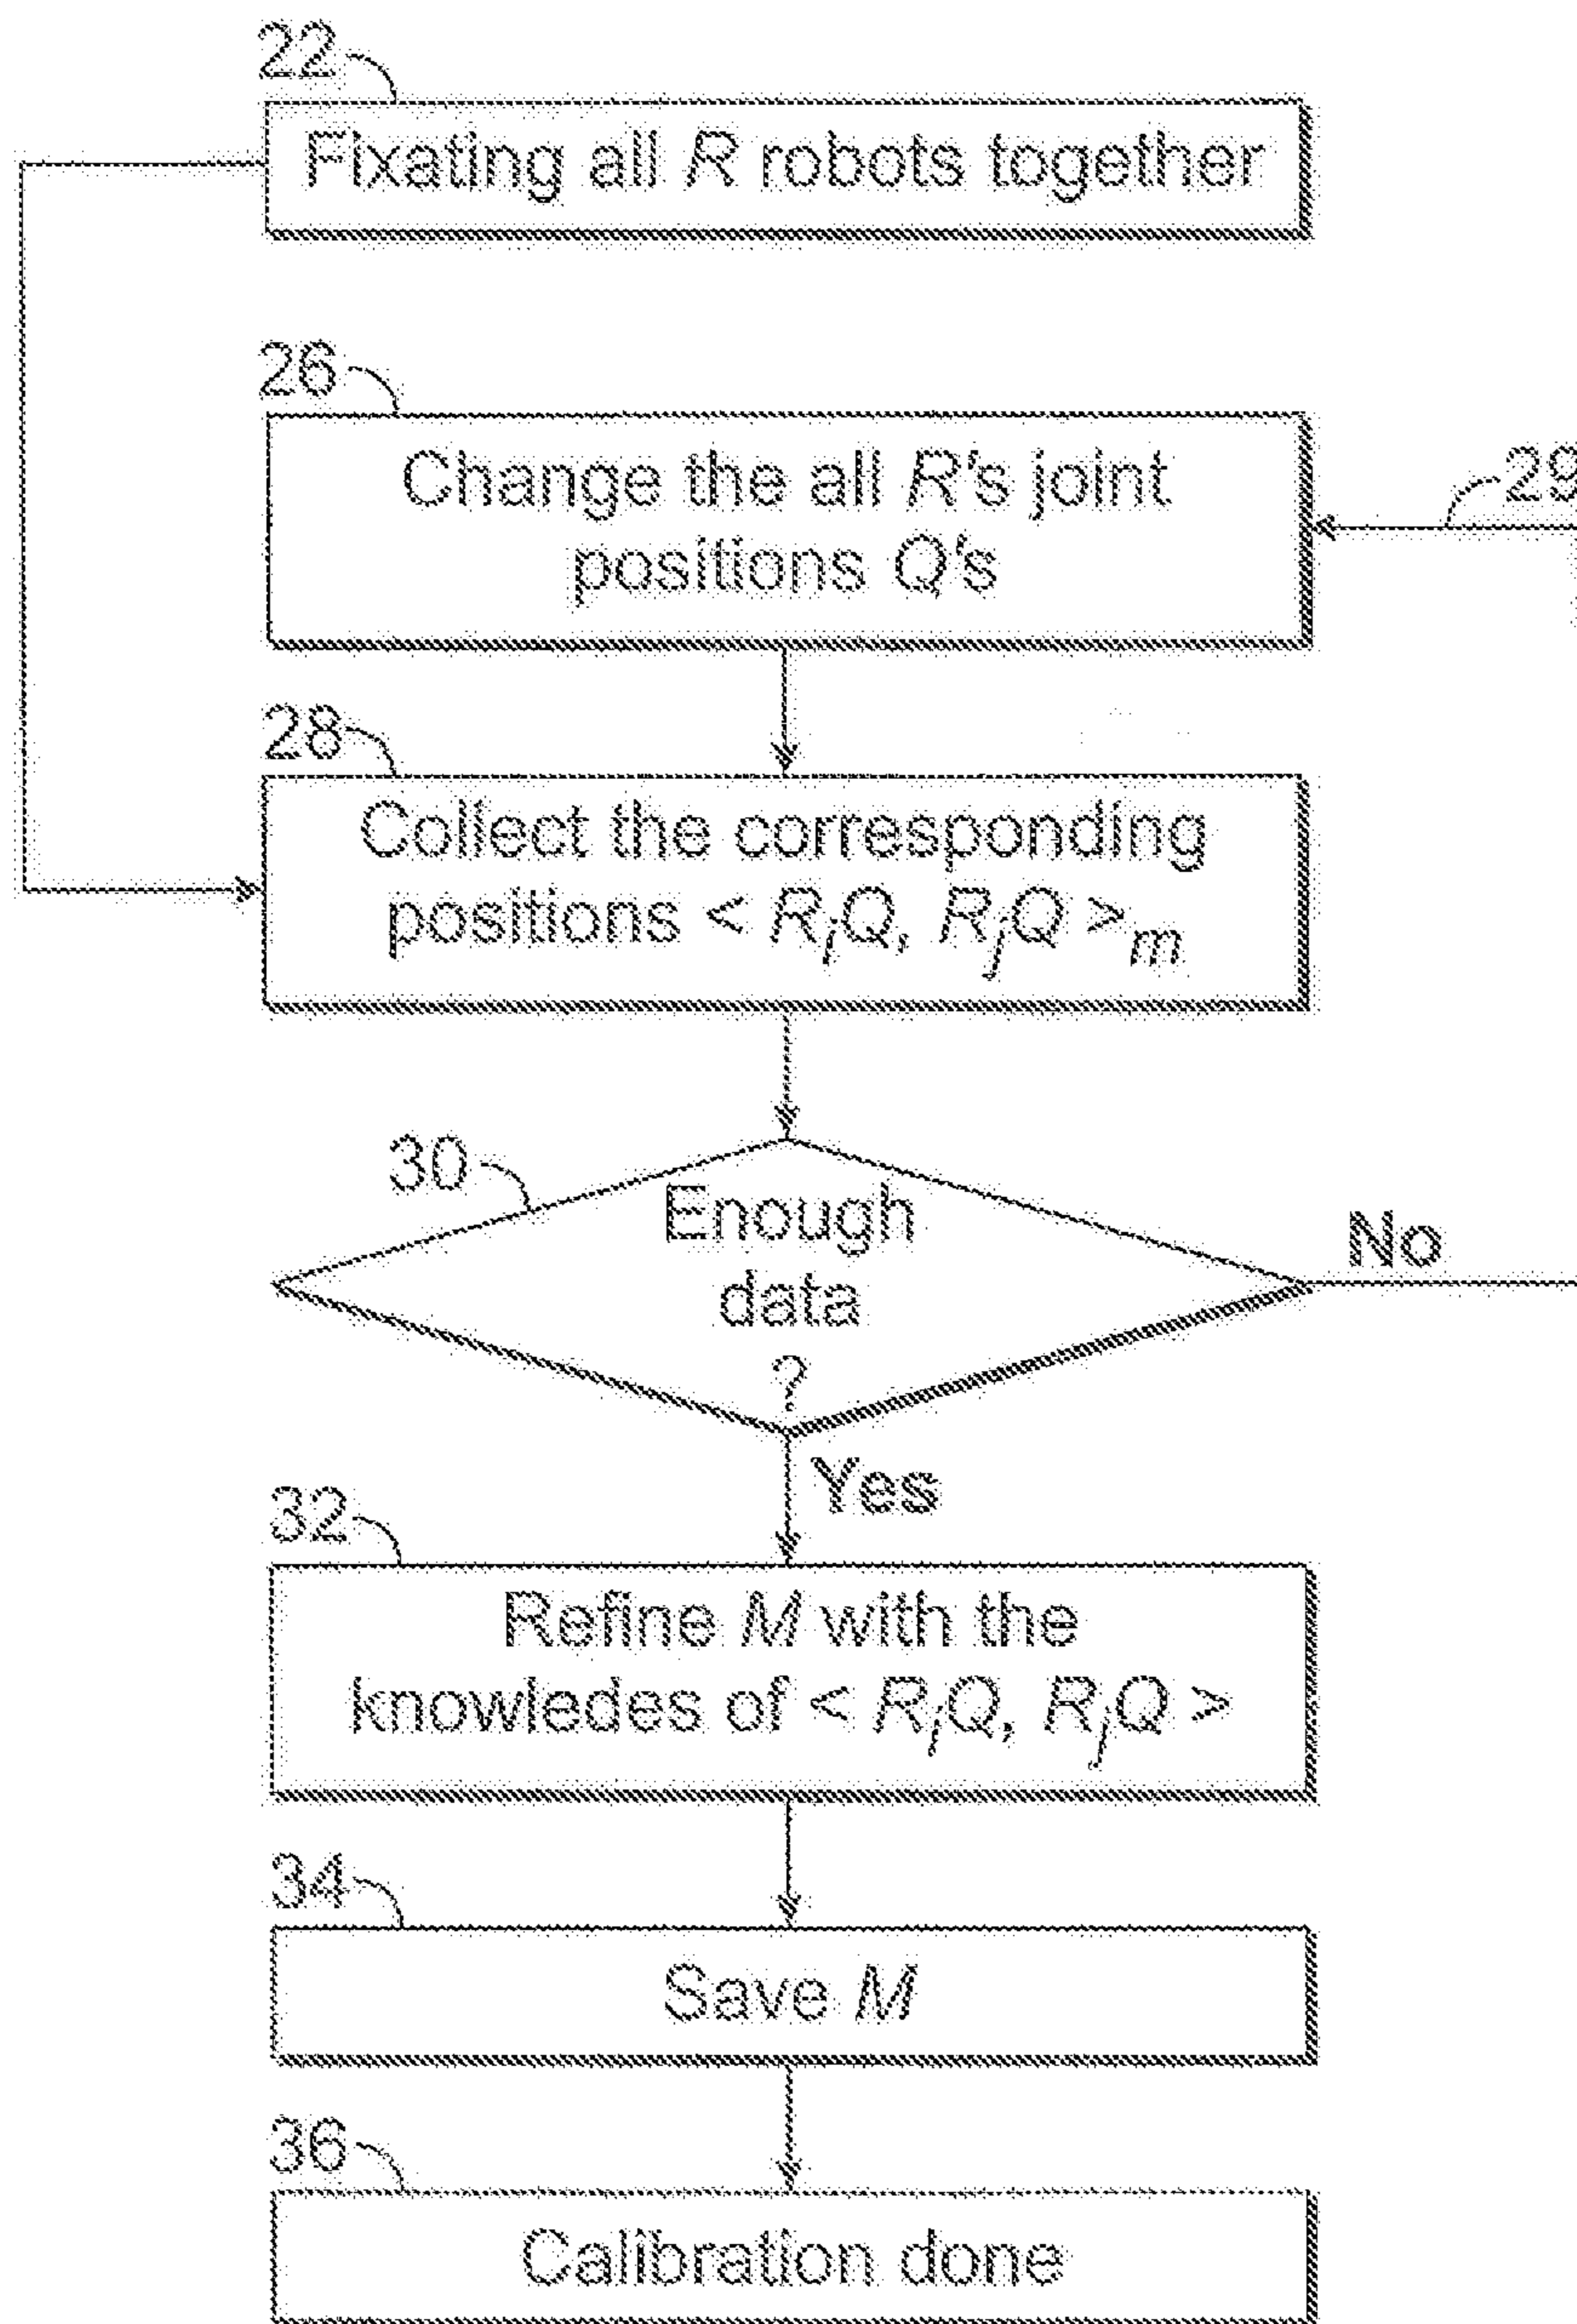 22
Fixating all R robots together
26
Change the all R's joint
positions Q's
29
28
Collect the corresponding
positions < RiQ, RjQ >m
30
Enough
data
?
No
Yes
32
Refine M with the
knowledes of < RiQ, RjQ >
34
Save M
36
Calibration done